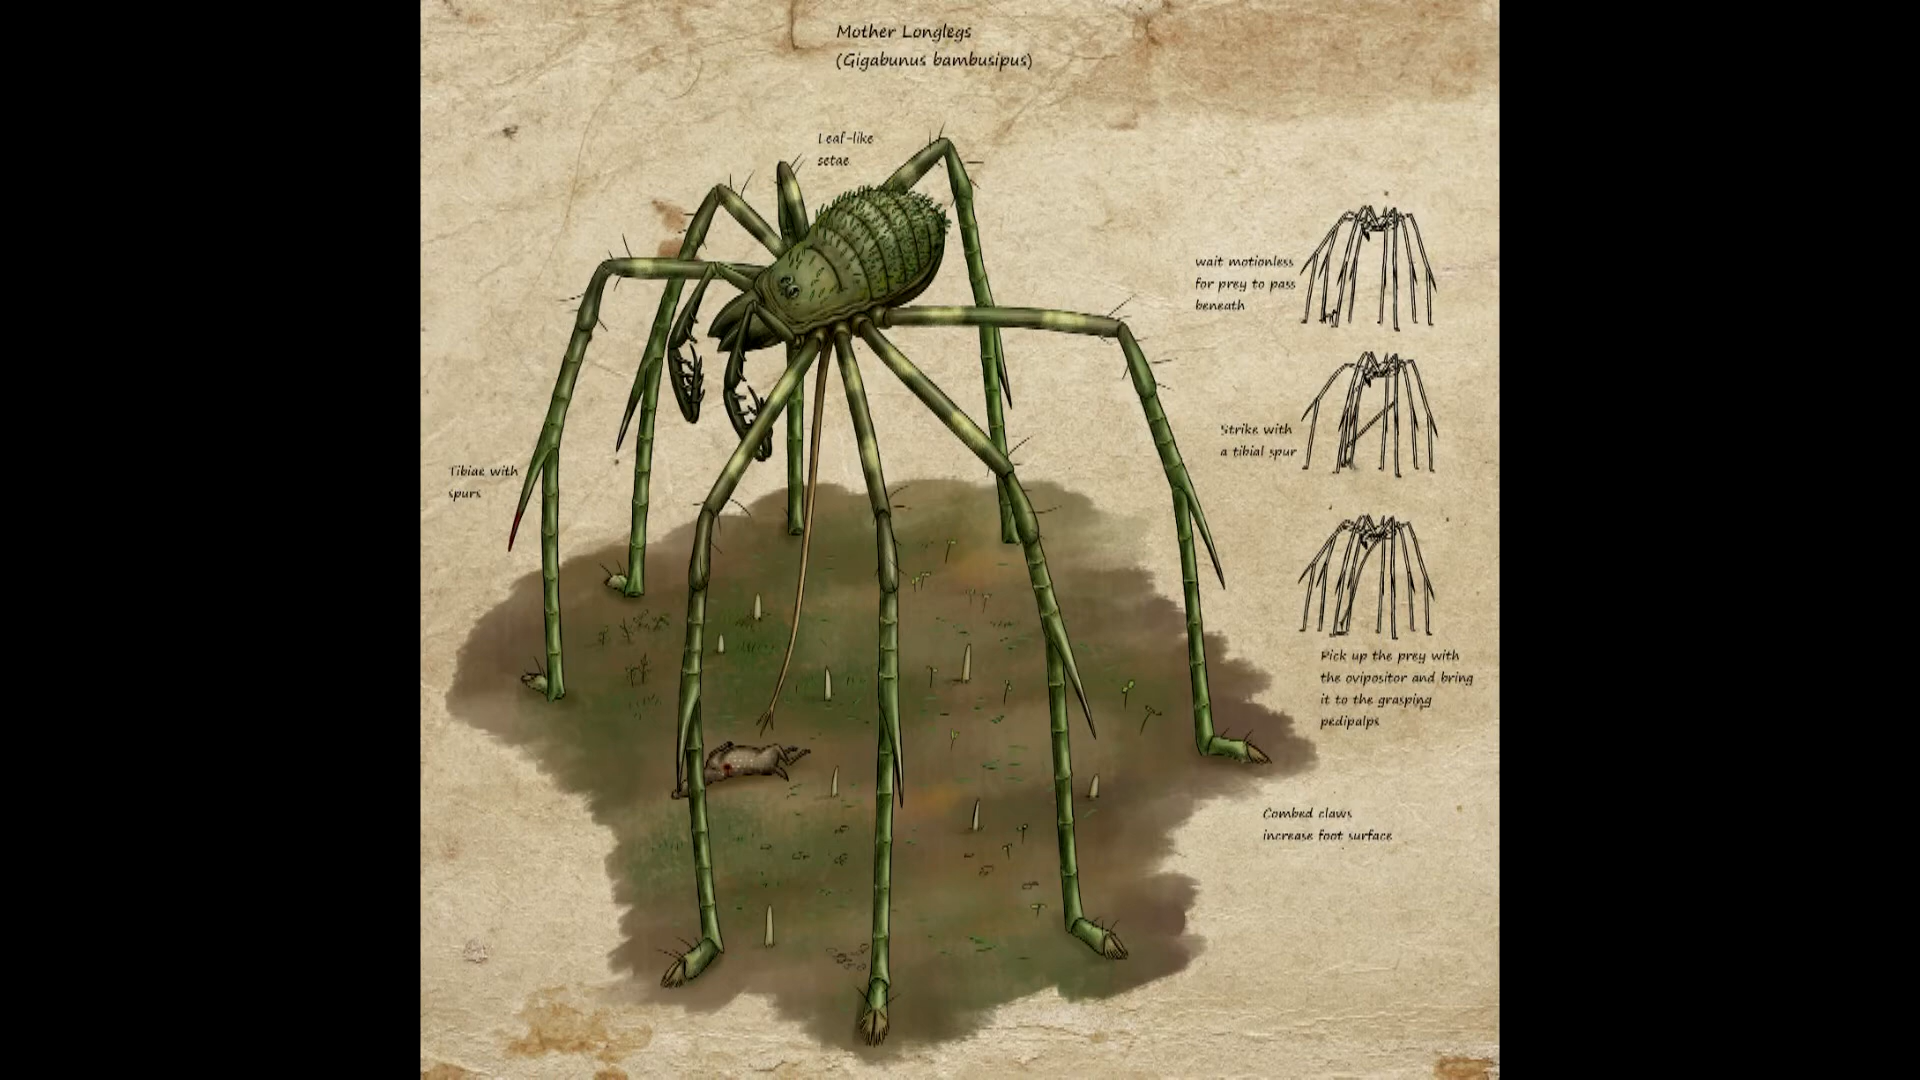 Mother Longlegs
(Gigabunus bambusipus)
Leaf-like
setae
wait motionless
for prey to pass
beneath
Strike with
a tibial spur
Tibiae with
spurs
Pick up the prey with
the ovipositor and bring
it to the grasping
pedipalps
Combed claws
increase foot surface